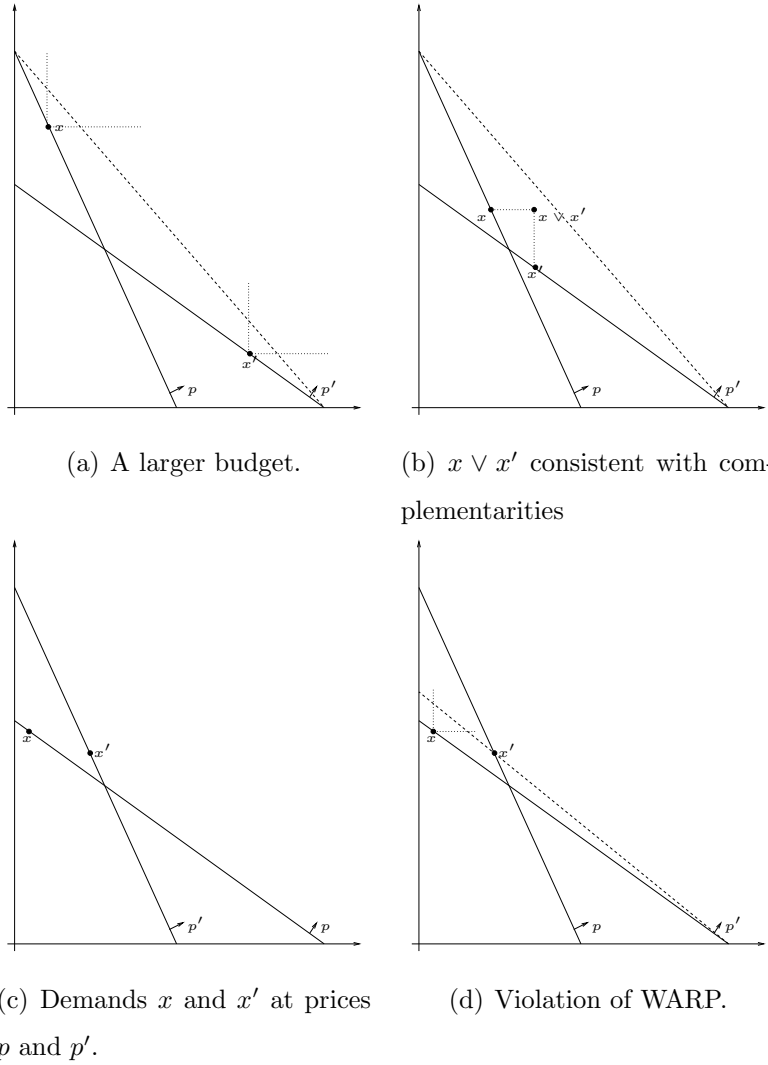 x
x′
p
p′
x
x ∨ x′
x′
p
p′
(a) A larger budget.
(b) x ∨ x′ consistent with com-
plementarities
x
x′
p′
p
x
x′
p
p′
(c) Demands x and x′ at prices
p and p′.
(d) Violation of WARP.